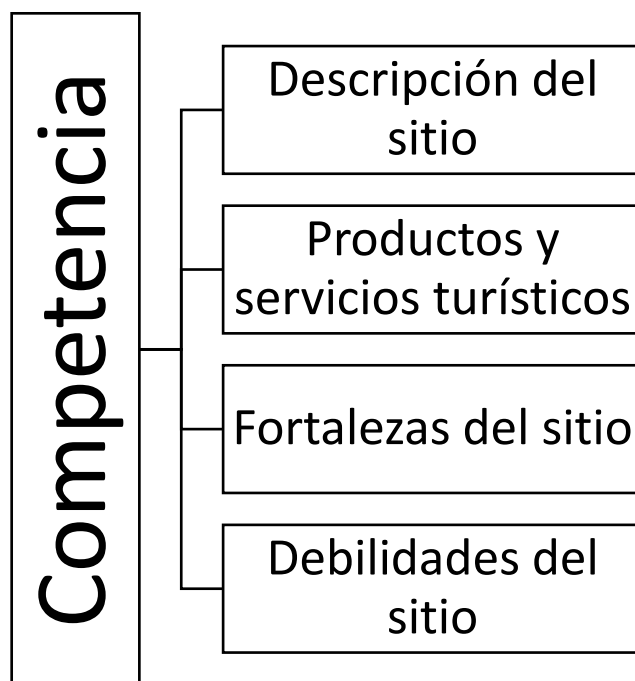 Competencia
Descripción del
sitio
Productos y
servicios turísticos
Fortalezas del sitio
Debilidades del
sitio